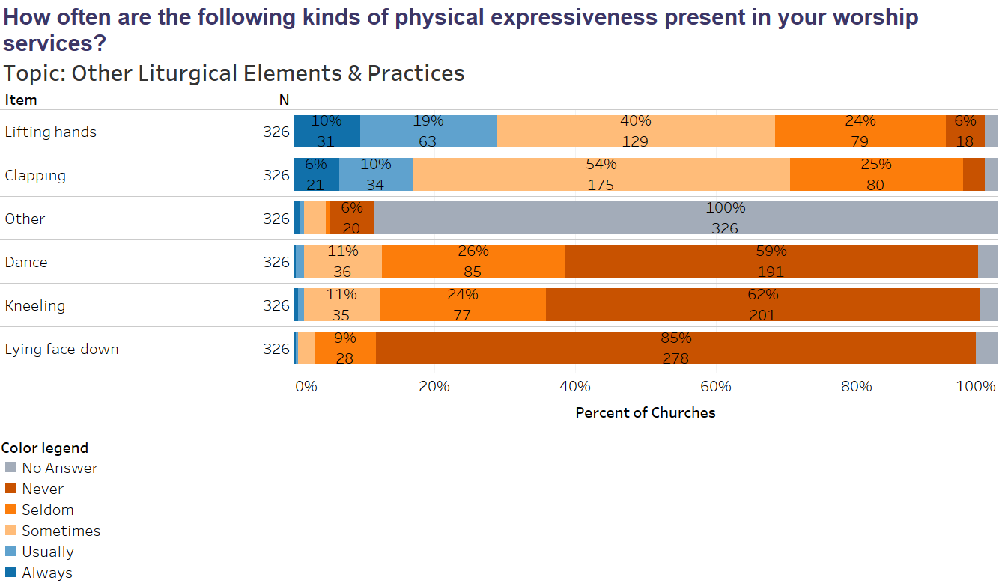 How often are the following kinds of physical expressiveness present in your worship
services?
Topic: Other Liturgical Elements & Practices
Item N
Lifting hands 326 10% 19% 40% 24% 6%
31 63 129 79 18
Clapping 326 6% 10% 54% 25%
21 34 175 80
Other 326 6% 100%
20 326
Dance 326 11% 26% 59%
36 85 191
Kneeling 326 11% 24% 62%
35 77 201
Lying face-down 326 9% 85%
28 278
0% 20% 40% 60% 80% 100%
Percent of Churches
Color legend
No Answer
Never
Seldom
Sometimes
Usually
Always